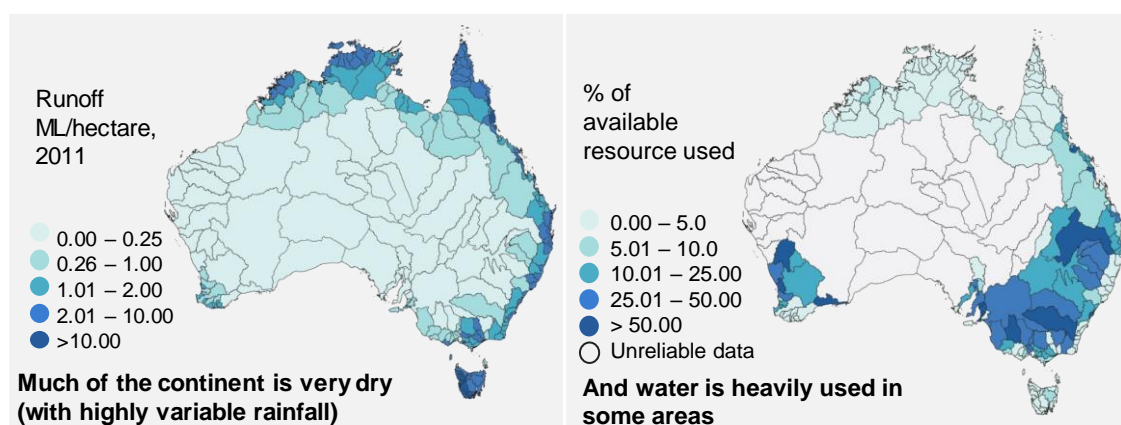 Runoff
ML/hectare,
2011
0.00 – 0.25
0.26 – 1.00
1.01 – 2.00
2.01 – 10.00
>10.00
Much of the continent is very dry
(with highly variable rainfall)
% of
available
resource used
0.00 – 5.0
5.01 – 10.0
10.01 – 25.00
25.01 – 50.00
> 50.00
Unreliable data
And water is heavily used in
some areas